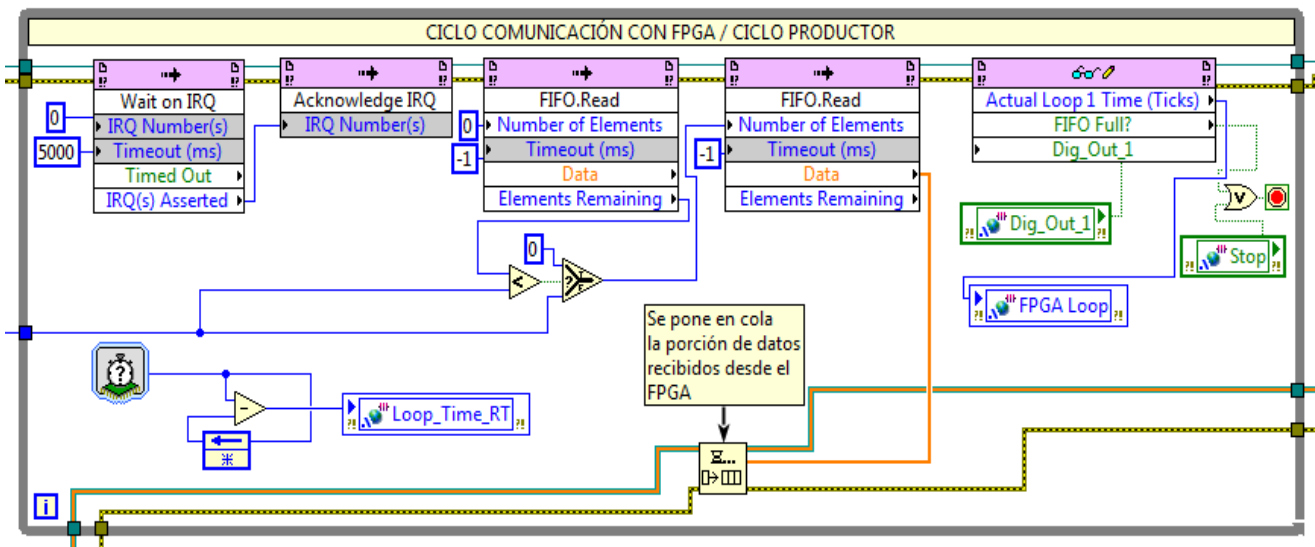 CICLO COMUNICACIÓN CON FPGA / CICLO PRODUCTOR
Wait on IRQ
0
IRQ Number(s)
5000
Timeout (ms)
Timed Out
IRQ(s) Asserted
Acknowledge IRQ
IRQ Number(s)
FIFO.Read
0
Number of Elements
-1
Timeout (ms)
Data
Elements Remaining
FIFO.Read
Number of Elements
-1
Timeout (ms)
Data
Elements Remaining
Actual Loop 1 Time (Ticks)
FIFO Full?
Dig_Out_1
Dig_Out_1
Stop
FPGA Loop
0
<
?
T
F
V
Se pone en cola
la porción de datos
recibidos desde el
FPGA
?
-
Loop_Time_RT
i